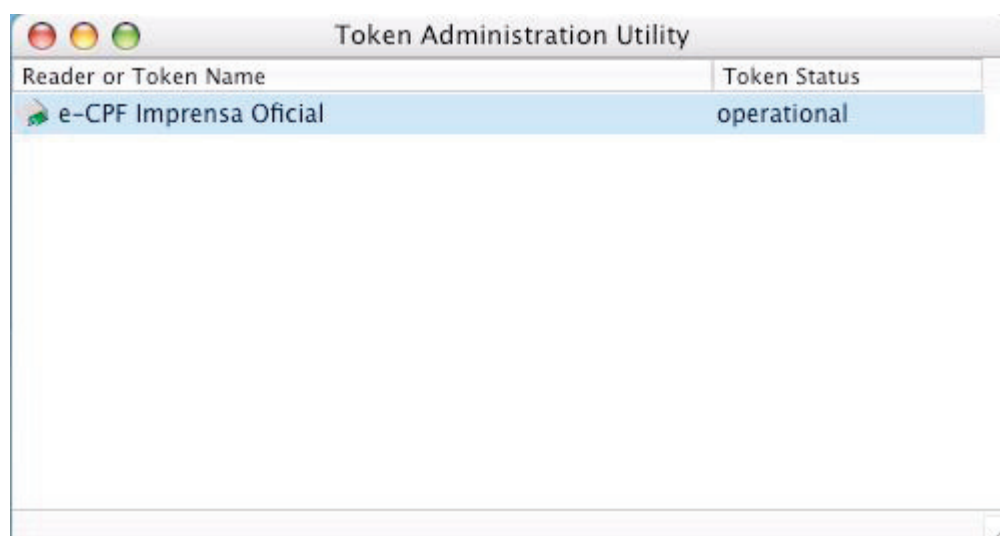 Token Administration Utility
Reader or Token Name Token Status
e-CPF Imprensa Oficial operational